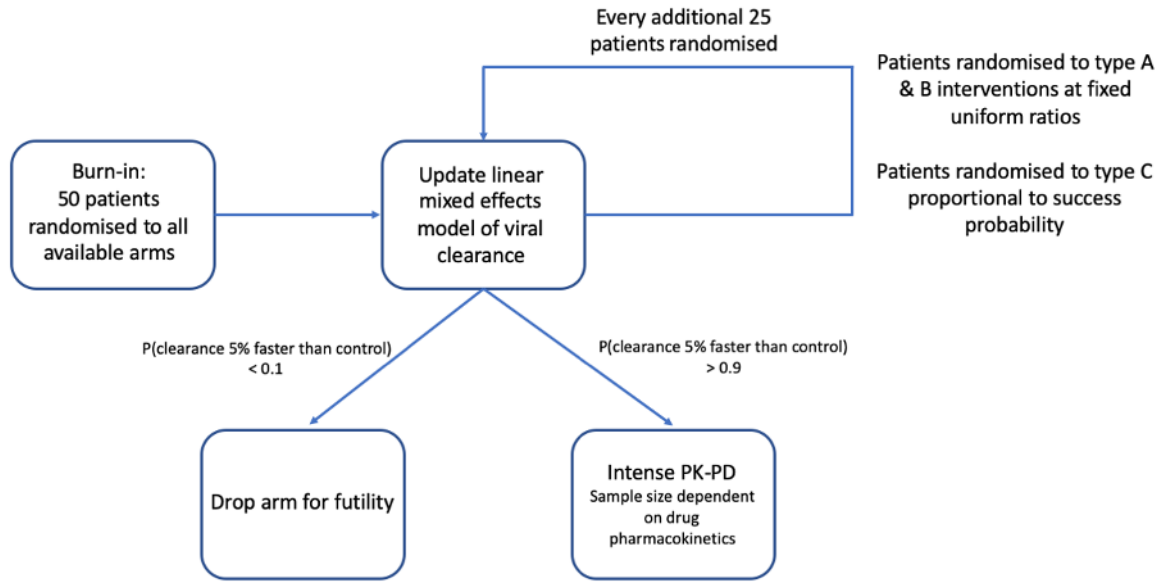 Every additional 25
patients randomised
Patients randomised to type A
& B interventions at fixed
uniform ratios
Patients randomised to type C
proportional to success
probability
Burn-in:
50 patients
randomised to all
available arms
Update linear
mixed effects
model of viral
clearance
P(clearance 5% faster than control)
< 0.1
P(clearance 5% faster than control)
> 0.9
Drop arm for futility
Intense PK-PD
Sample size dependent
on drug
pharmacokinetics